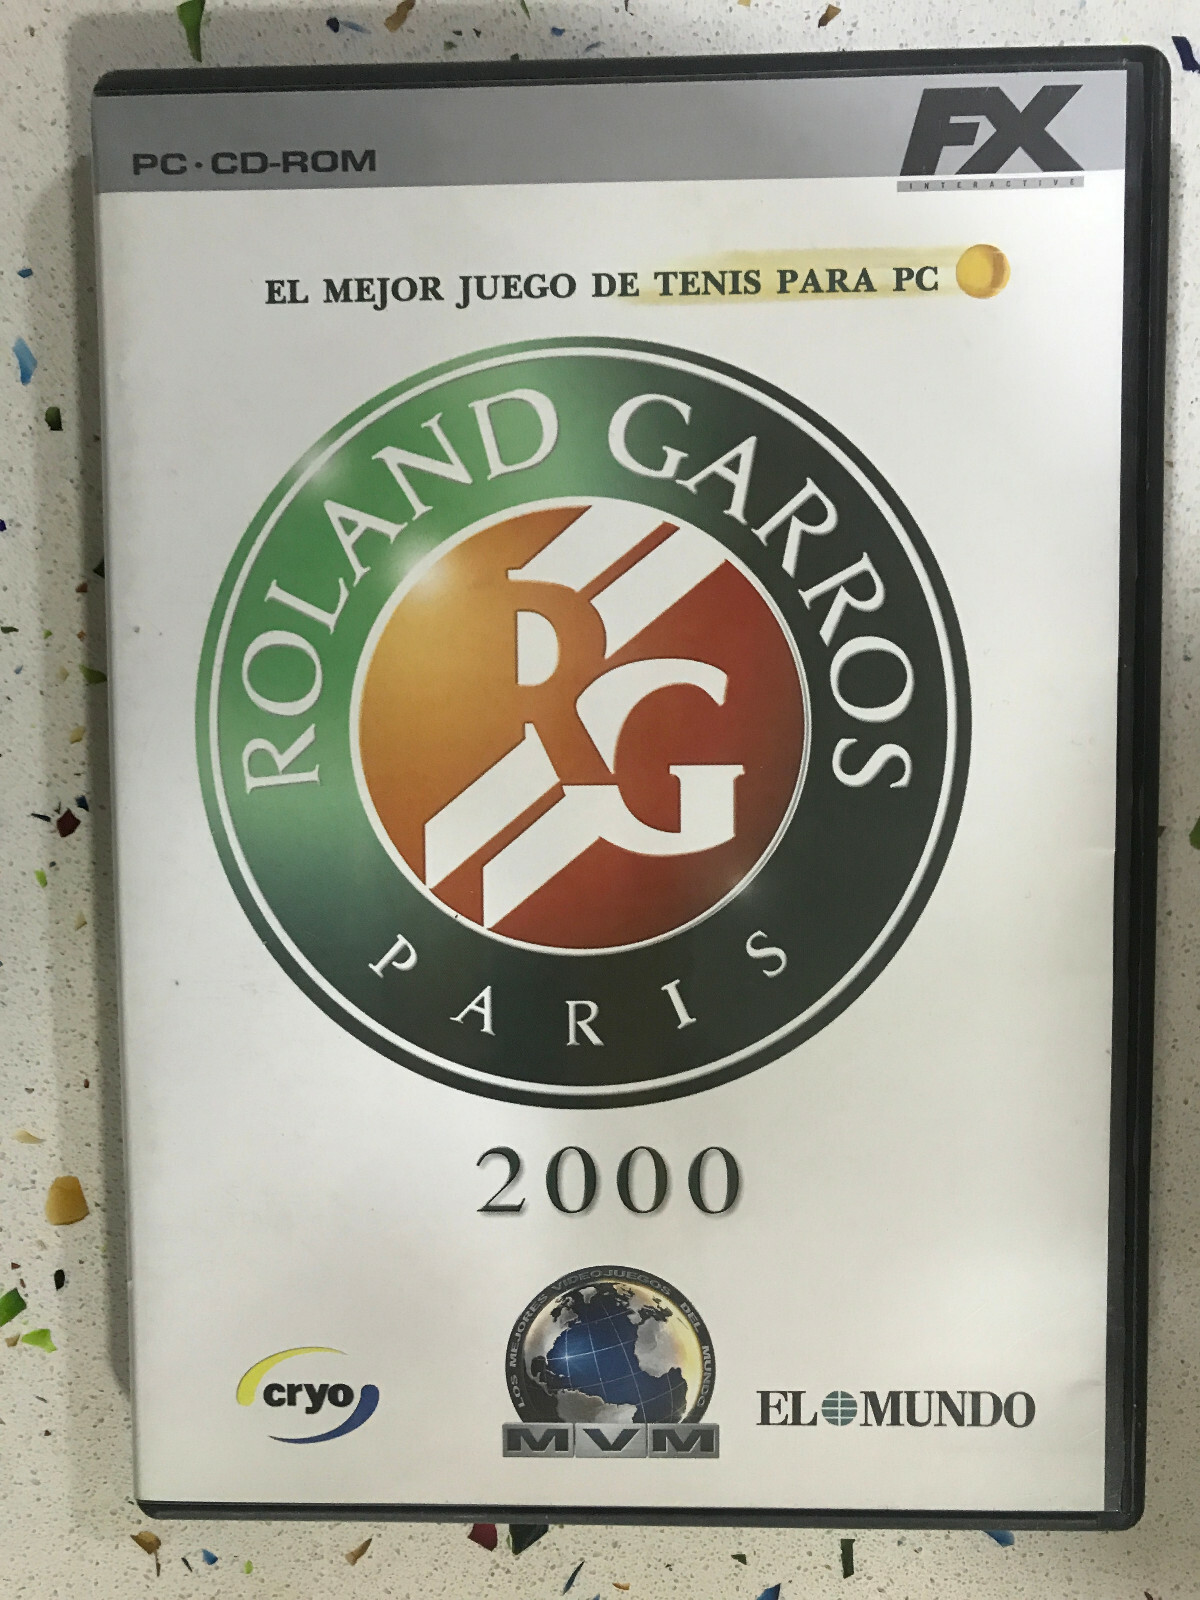 PC · CD-ROM
FX
INTERACTIVE
EL MEJOR JUEGO DE TENIS PARA PC
ROLAND GARROS
RG
PARIS
2000
LOS MEJORES VIDEOJUEGOS DEL MUNDO
MVM
cryo
EL MUNDO